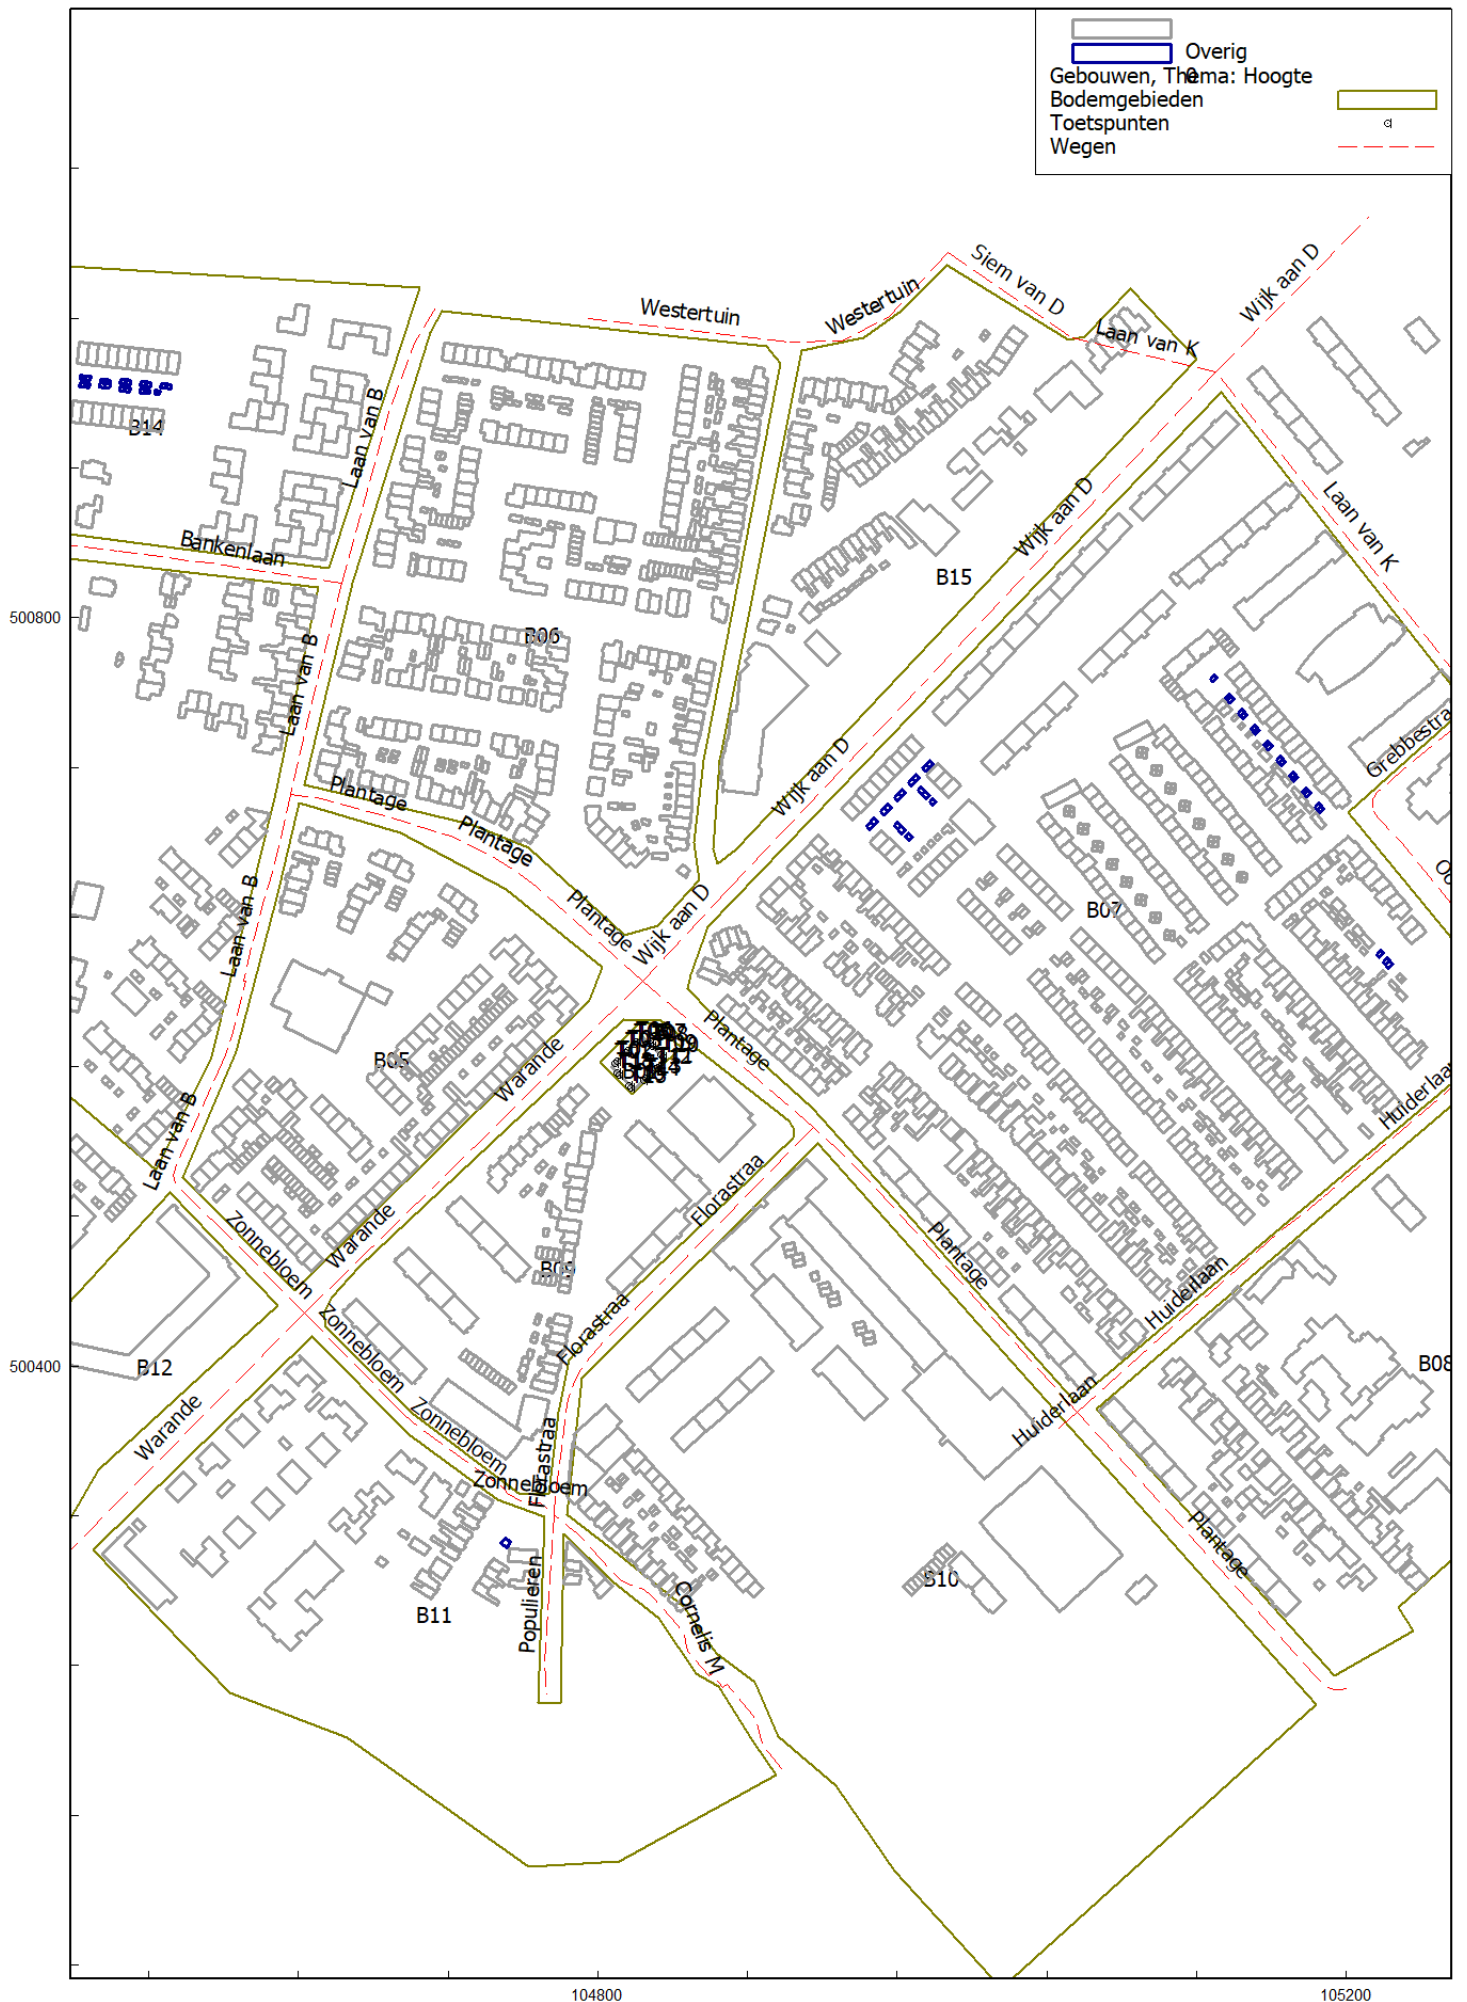 Overig
Gebouwen, Thema: Hoogte
Bodemgebieden
Toetspunten
Wegen
Wijk aan D
Siem van D
Westertuin
Westertuin
Laan van K
Laan van B
B14
Laan van K
Wijk aan D
Bankenlaan
B15
500800
B06
Laan van B
Grebbestra
Wijk aan D
Plantage
Plantage
Laan van B
Plantage
Wijk aan D
B07
Plantage
B05
Warande
Huiderlaa
Laan van B
Florastraa
Zonnebloem
Warande
Plantage
B09
Huiderlaan
Florastraa
Zonnebloem
500400
B12
B08
Huiderlaan
Warande
Zonnebloem
Florastraa
Zonnebloem
Plantage
B10
Populieren
B11
Cornelis M
104800
105200